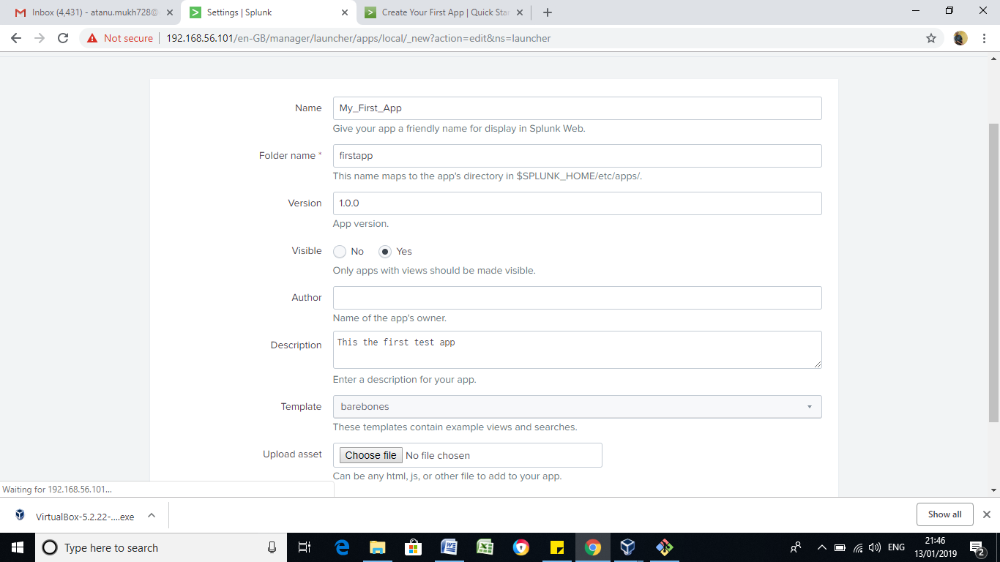 Inbox (4,431) - atanu.mukh728@
Settings | Splunk
Create Your First App | Quick Sta
Not secure
192.168.56.101/en-GB/manager/launcher/apps/local/_new?action=edit&ns=launcher
Name
My_First_App
Give your app a friendly name for display in Splunk Web.
Folder name *
firstapp
This name maps to the app's directory in $SPLUNK_HOME/etc/apps/.
Version
1.0.0
App version.
Visible
No
Yes
Only apps with views should be made visible.
Author
Name of the app's owner.
Description
This the first test app
Enter a description for your app.
Template
barebones
These templates contain example views and searches.
Upload asset
Choose file No file chosen
Can be any html, js, or other file to add to your app.
Waiting for 192.168.56.101...
VirtualBox-5.2.22-....exe
Show all
Type here to search
ENG
21:46
13/01/2019
2